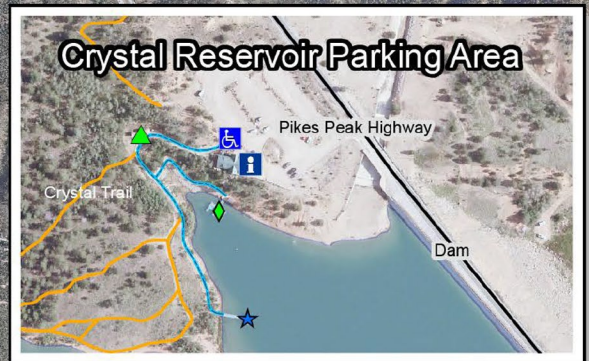 Crystal Reservoir Parking Area
Pikes Peak Highway
Crystal Trail
Dam